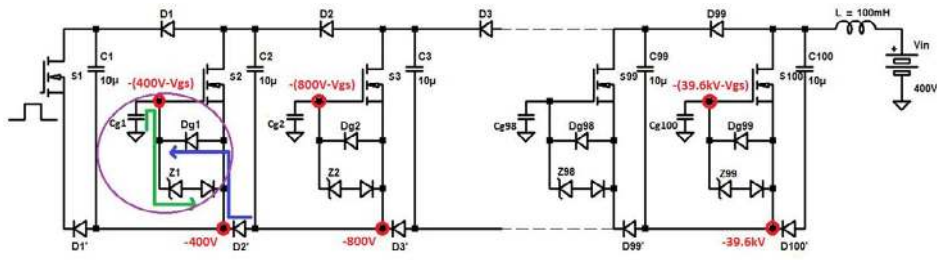 D1
D2
D3
D99
L = 100mH
S1
C1
10µ
S2
C2
10µ
S3
C3
10µ
S99
C99
10µ
S100
C100
10µ
Vin
+
400V
-(400V-Vgs)
-(800V-Vgs)
-(39.6kV-Vgs)
Cg1
Dg1
Cg2
Dg2
Cg98
Dg98
Cg100
Dg99
Z1
Z2
Z98
Z99
D1'
-400V
D2'
-800V
D3'
D99'
-39.6kV
D100'